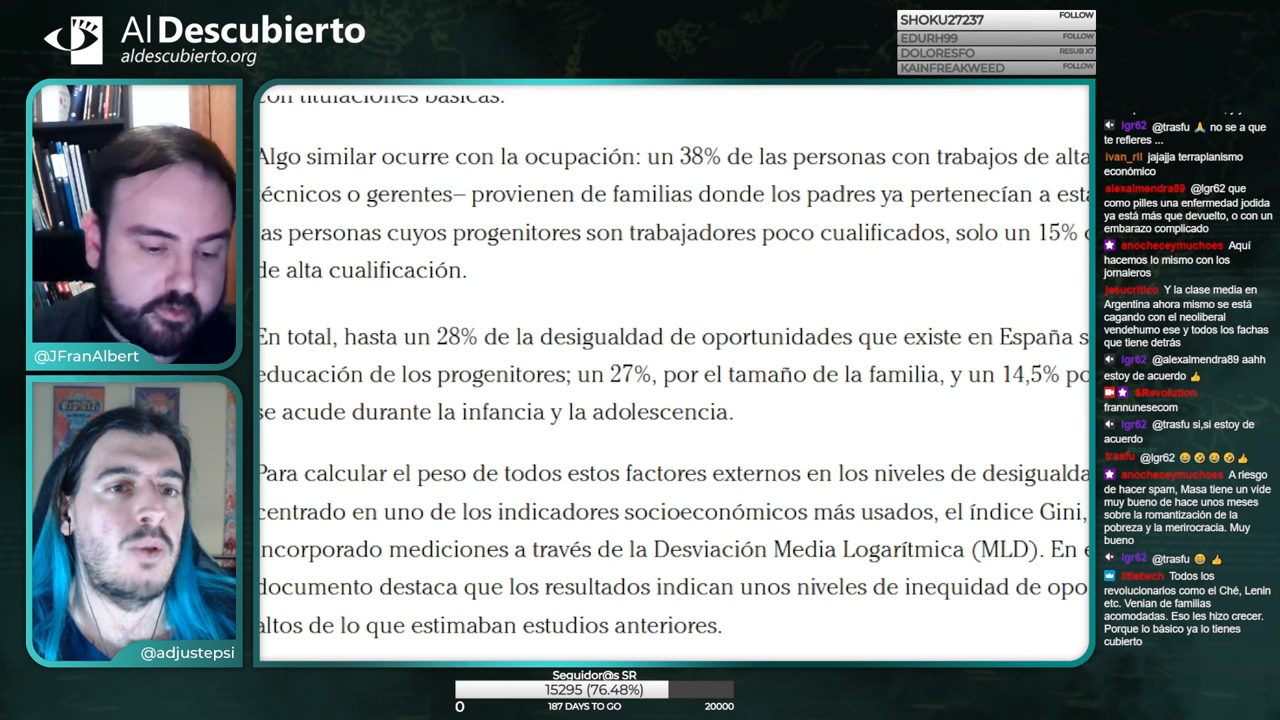 Al Descubierto
aldescubierto.org
SHOKU27237 FOLLOW
EDURH99 FOLLOW
DOLORESFO RESUB X7
KAINFREAKWEED FOLLOW
@JFranAlbert
@adjustepsi
con titulaciones básicas.
Algo similar ocurre con la ocupación: un 38% de las personas con trabajos de alta
técnicos o gerentes– provienen de familias donde los padres ya pertenecían a esta
las personas cuyos progenitores son trabajadores poco cualificados, solo un 15%
de alta cualificación.
En total, hasta un 28% de la desigualdad de oportunidades que existe en España s
educación de los progenitores; un 27%, por el tamaño de la familia, y un 14,5% po
se acude durante la infancia y la adolescencia.
Para calcular el peso de todos estos factores externos en los niveles de desigualda
centrado en uno de los indicadores socioeconómicos más usados, el índice Gini,
incorporado mediciones a través de la Desviación Media Logarítmica (MLD). En e
documento destaca que los resultados indican unos niveles de inequidad de opo
altos de lo que estimaban estudios anteriores.
lgr62 @trasfu 🙏 no se a que
te refieres ...
ivan_rll jajajja terraplanismo
económico
alexalmendra89 @lgr62 que
como pilles una enfermedad jodida
ya está más que devuelto, o con un
embarazo complicado
anocheceymuchoes Aquí
hacemos lo mismo con los
jornaleros
jesucritico Y la clase media en
Argentina ahora mismo se está
cagando con el neoliberal
vendehumo ese y todos los fachas
que tiene detrás
lgr62 @alexalmendra89 aahh
estoy de acuerdo 👍
$Revolution
frannunesecom
lgr62 @trasfu si,si estoy de
acuerdo
trasfu @lgr62 😂🤣😂🤣👍
anocheceymuchoes A riesgo
de hacer spam, Masa tiene un vide
muy bueno de hace unos meses
sobre la romantización de la
pobreza y la merirocracia. Muy
bueno
lgr62 @trasfu 😁 👍
littletwch Todos los
revolucionarios como el Ché, Lenin
etc. Venian de familias
acomodadas. Eso les hizo crecer.
Porque lo básico ya lo tienes
cubierto
Seguidor@s SR
15295 (76.48%)
0 187 DAYS TO GO 20000